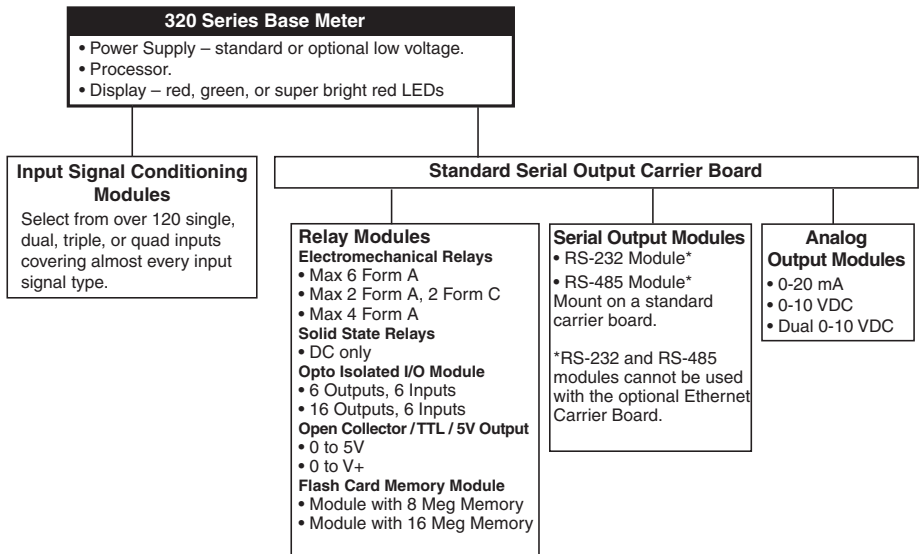 320 Series Base Meter
• Power Supply – standard or optional low voltage.
• Processor.
• Display – red, green, or super bright red LEDs
Input Signal Conditioning
Modules
Select from over 120 single,
dual, triple, or quad inputs
covering almost every input
signal type.
Standard Serial Output Carrier Board
Relay Modules
Electromechanical Relays
• Max 6 Form A
• Max 2 Form A, 2 Form C
• Max 4 Form A
Solid State Relays
• DC only
Opto Isolated I/O Module
• 6 Outputs, 6 Inputs
• 16 Outputs, 6 Inputs
Open Collector / TTL / 5V Output
• 0 to 5V
• 0 to V+
Flash Card Memory Module
• Module with 8 Meg Memory
• Module with 16 Meg Memory
Serial Output Modules
• RS-232 Module*
• RS-485 Module*
Mount on a standard
carrier board.
*RS-232 and RS-485
modules cannot be used
with the optional Ethernet
Carrier Board.
Analog
Output Modules
• 0-20 mA
• 0-10 VDC
• Dual 0-10 VDC